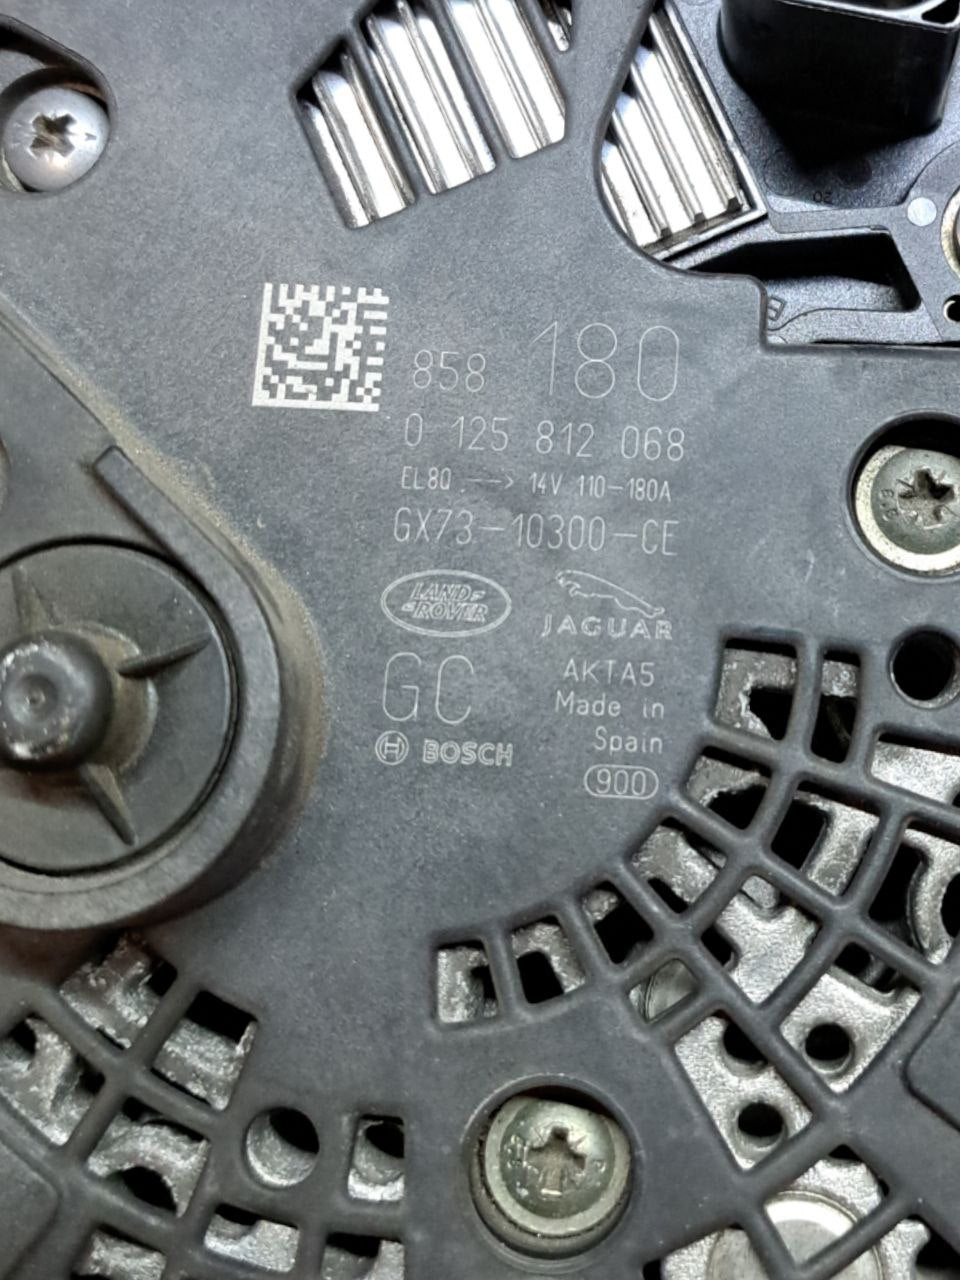 858 180
0 125 812 068
EL8Q --> 14V 110-180A
GX73-10300-CE
LAND-
-ROVER
JAGUAR
GC
AKTA5
Made in
Spain
BOSCH
900